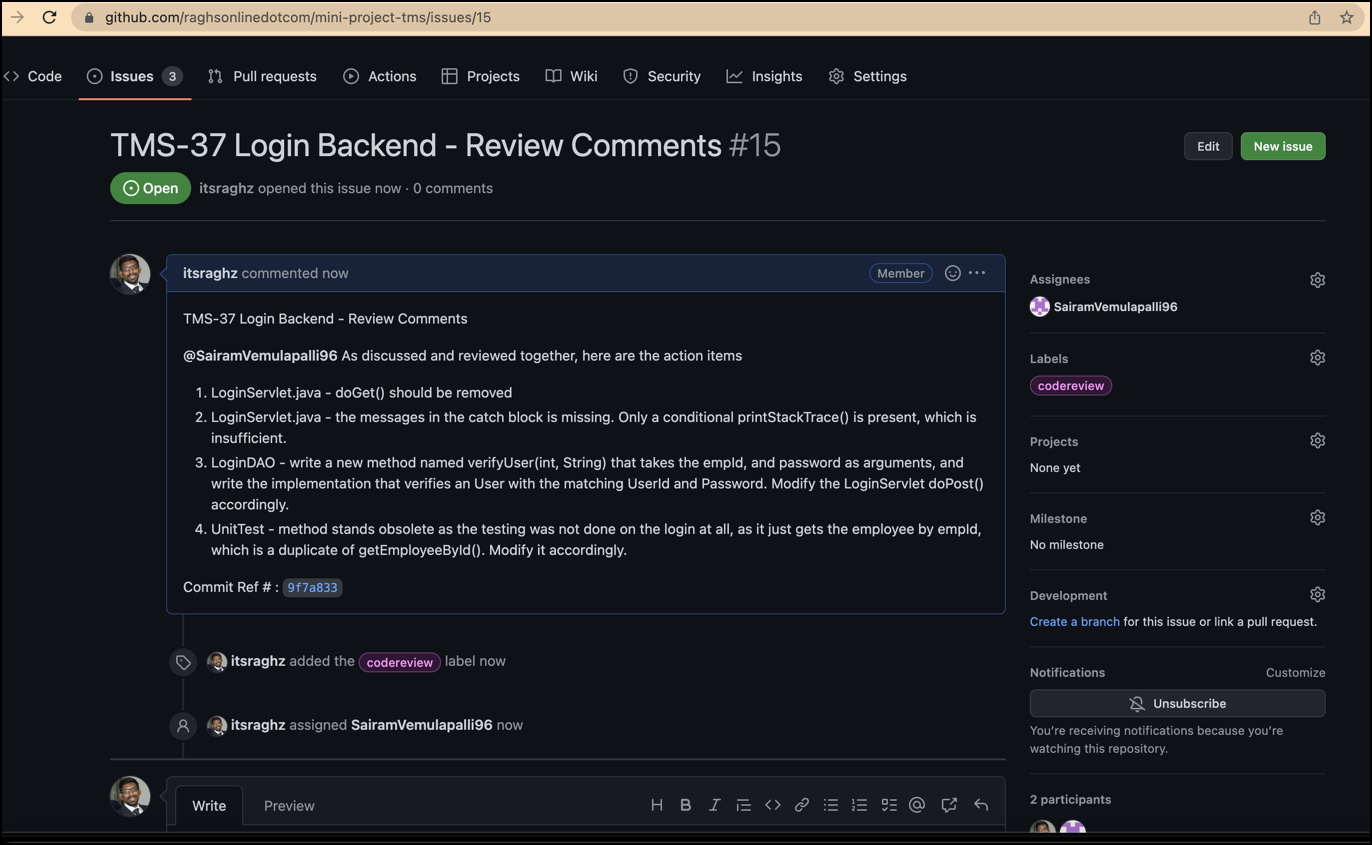 github.com/raghsonlinedotcom/mini-project-tms/issues/15
Code
Issues 3
Pull requests
Actions
Projects
Wiki
Security
Insights
Settings
TMS-37 Login Backend - Review Comments #15
Edit
New issue
Open
itsraghz opened this issue now · 0 comments
itsraghz commented now
Member
TMS-37 Login Backend - Review Comments
@SairamVemulapalli96 As discussed and reviewed together, here are the action items
1. LoginServlet.java - doGet() should be removed
2. LoginServlet.java - the messages in the catch block is missing. Only a conditional printStackTrace() is present, which is
insufficient.
3. LoginDAO - write a new method named verifyUser(int, String) that takes the empId, and password as arguments, and
write the implementation that verifies an User with the matching UserId and Password. Modify the LoginServlet doPost()
accordingly.
4. UnitTest - method stands obsolete as the testing was not done on the login at all, as it just gets the employee by empId,
which is a duplicate of getEmployeeById(). Modify it accordingly.
Commit Ref # : 9f7a833
itsraghz added the codereview label now
itsraghz assigned SairamVemulapalli96 now
Write
Preview
Assignees
SairamVemulapalli96
Labels
codereview
Projects
None yet
Milestone
No milestone
Development
Create a branch for this issue or link a pull request.
Notifications
Customize
Unsubscribe
You're receiving notifications because you're
watching this repository.
2 participants